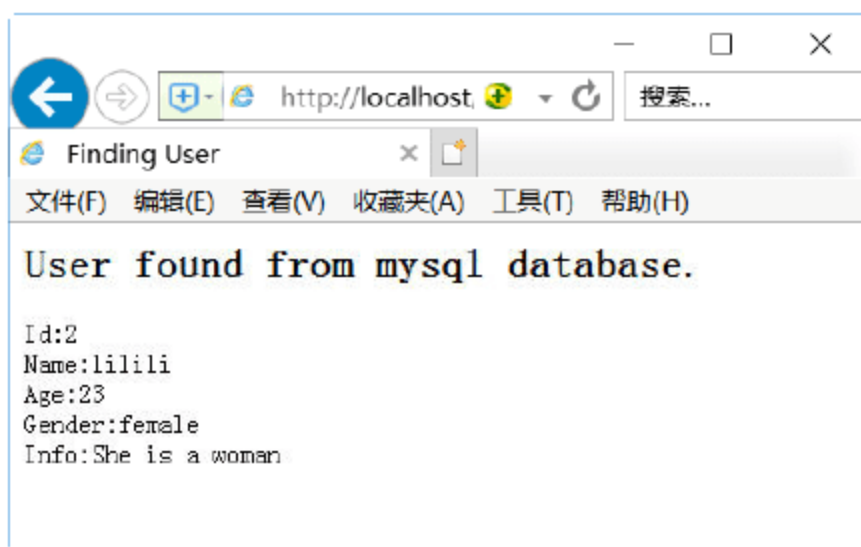 http://localhost,
搜索...
Finding User
文件(F) 编辑(E) 查看(V) 收藏夹(A) 工具(T) 帮助(H)
User found from mysql database.
Id:2
Name:lilili
Age:23
Gender:female
Info:She is a woman